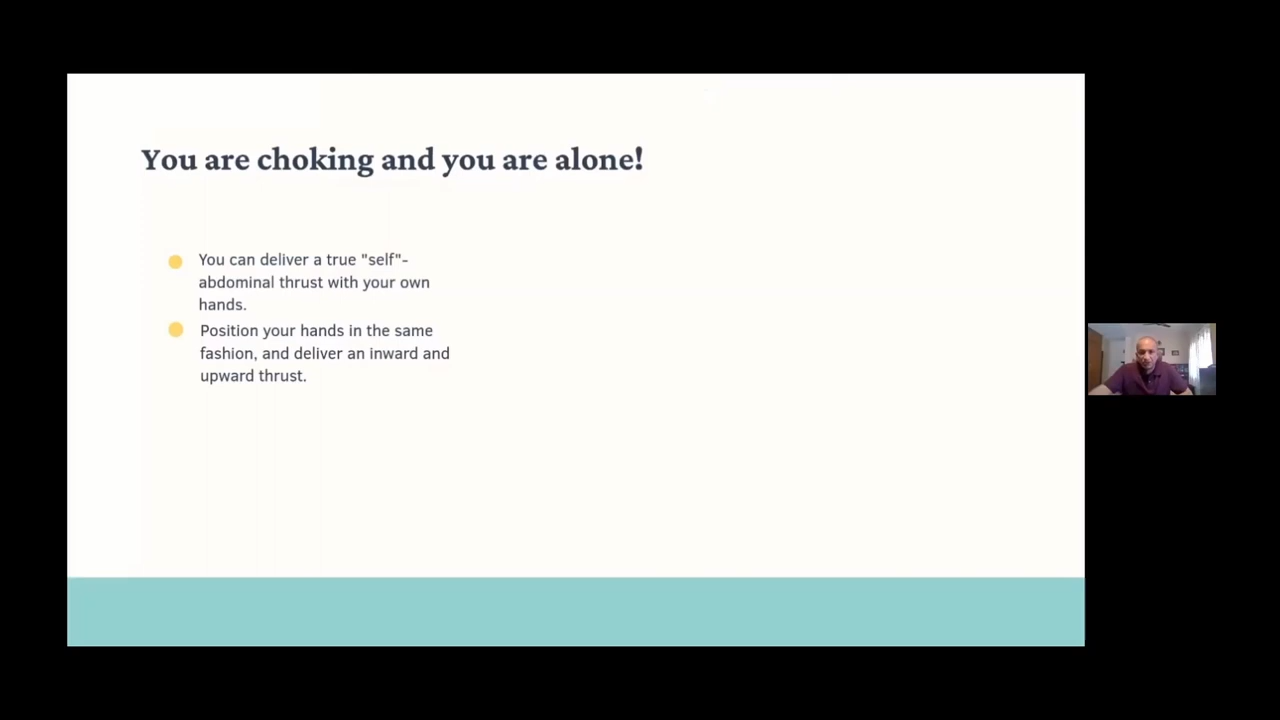 You are choking and you are alone!
You can deliver a true "self"-
abdominal thrust with your own
hands.
Position your hands in the same
fashion, and deliver an inward and
upward thrust.